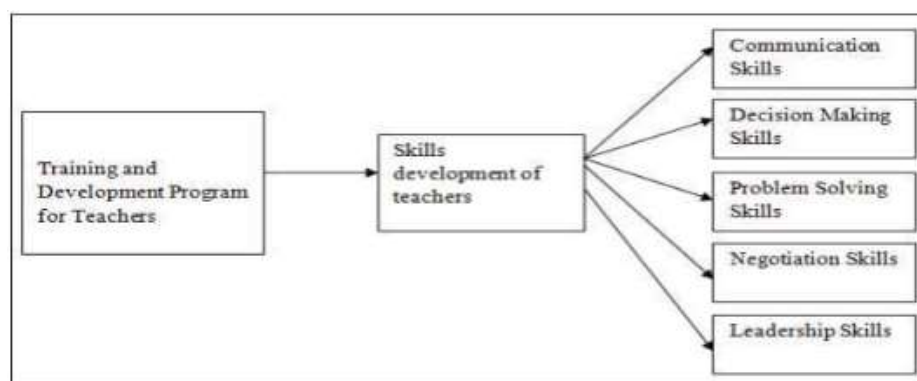 Training and
Development Program
for Teachers
Skills
development of
teachers
Communication
Skills
Decision Making
Skills
Problem Solving
Skills
Negotiation Skills
Leadership Skills